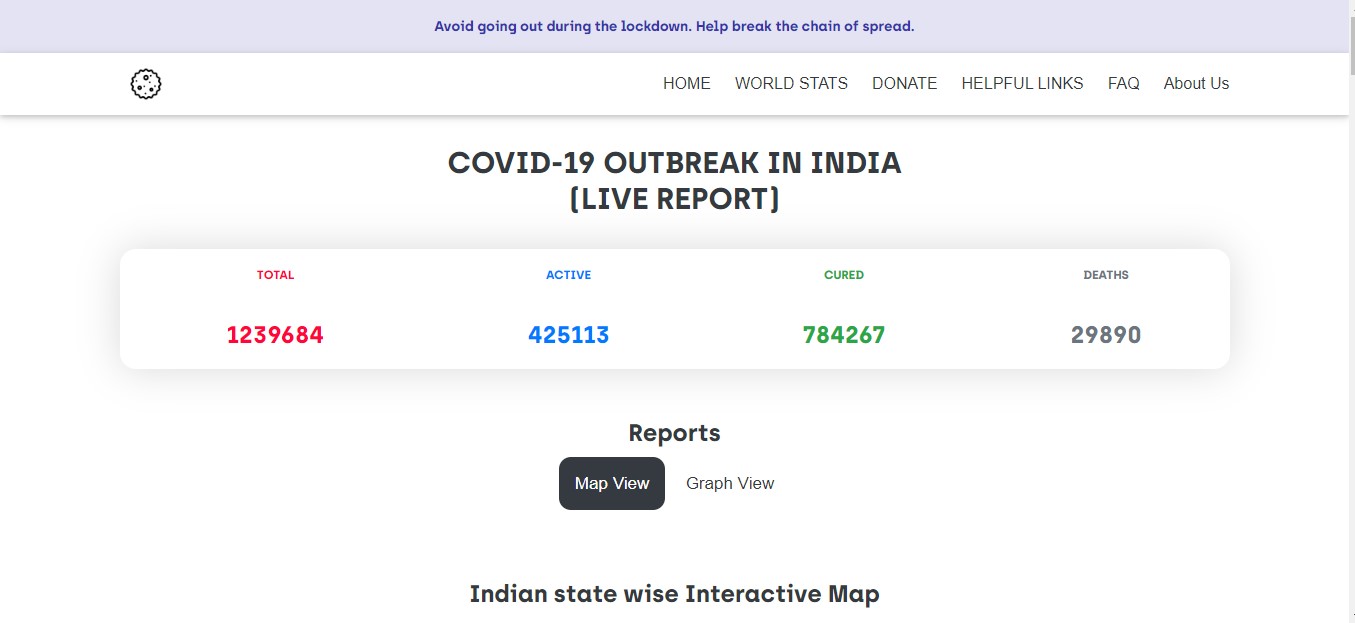 Avoid going out during the lockdown. Help break the chain of spread.
HOME WORLD STATS DONATE HELPFUL LINKS FAQ About Us
COVID-19 OUTBREAK IN INDIA
(LIVE REPORT)
TOTAL ACTIVE CURED DEATHS
1239684 425113 784267 29890
Reports
Map View Graph View
Indian state wise Interactive Map